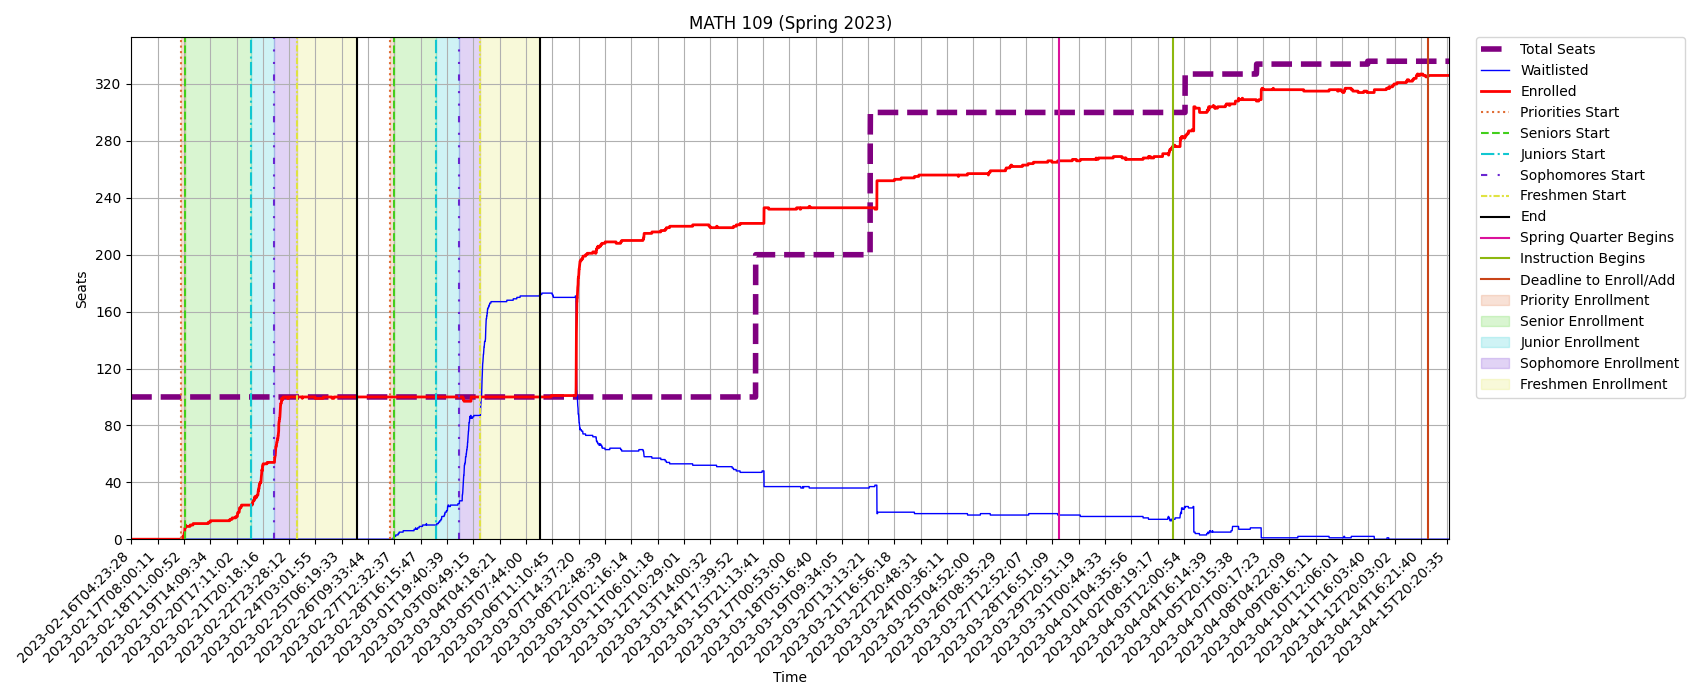 MATH 109 (Spring 2023)
Seats
320
280
240
200
160
120
80
40
0
2023-02-16T04:23:28
2023-02-17T08:00:11
2023-02-18T11:00:52
2023-02-19T14:09:34
2023-02-20T17:11:02
2023-02-21T20:18:16
2023-02-22T23:28:12
2023-02-24T03:01:55
2023-02-25T06:19:33
2023-02-26T09:33:44
2023-02-27T12:32:37
2023-02-28T16:15:47
2023-03-01T19:40:39
2023-03-03T00:49:15
2023-03-04T04:18:21
2023-03-05T07:44:00
2023-03-06T11:10:45
2023-03-07T14:37:20
2023-03-08T22:48:39
2023-03-10T02:16:14
2023-03-11T06:01:18
2023-03-12T10:29:01
2023-03-13T14:00:32
2023-03-14T17:39:52
2023-03-15T21:13:41
2023-03-17T00:53:00
2023-03-18T05:16:40
2023-03-19T09:34:05
2023-03-20T13:13:21
2023-03-21T16:56:18
2023-03-22T20:48:31
2023-03-24T00:36:11
2023-03-25T04:52:00
2023-03-26T08:35:29
2023-03-27T12:52:07
2023-03-28T16:51:09
2023-03-29T20:51:19
2023-03-31T00:44:33
2023-04-01T04:35:56
2023-04-02T08:19:17
2023-04-03T12:00:54
2023-04-04T16:14:39
2023-04-05T20:15:38
2023-04-07T00:17:23
2023-04-08T04:22:09
2023-04-09T08:16:11
2023-04-10T12:06:01
2023-04-11T16:03:40
2023-04-12T20:03:02
2023-04-14T16:21:40
2023-04-15T20:20:35
Time
Total Seats
Waitlisted
Enrolled
Priorities Start
Seniors Start
Juniors Start
Sophomores Start
Freshmen Start
End
Spring Quarter Begins
Instruction Begins
Deadline to Enroll/Add
Priority Enrollment
Senior Enrollment
Junior Enrollment
Sophomore Enrollment
Freshmen Enrollment